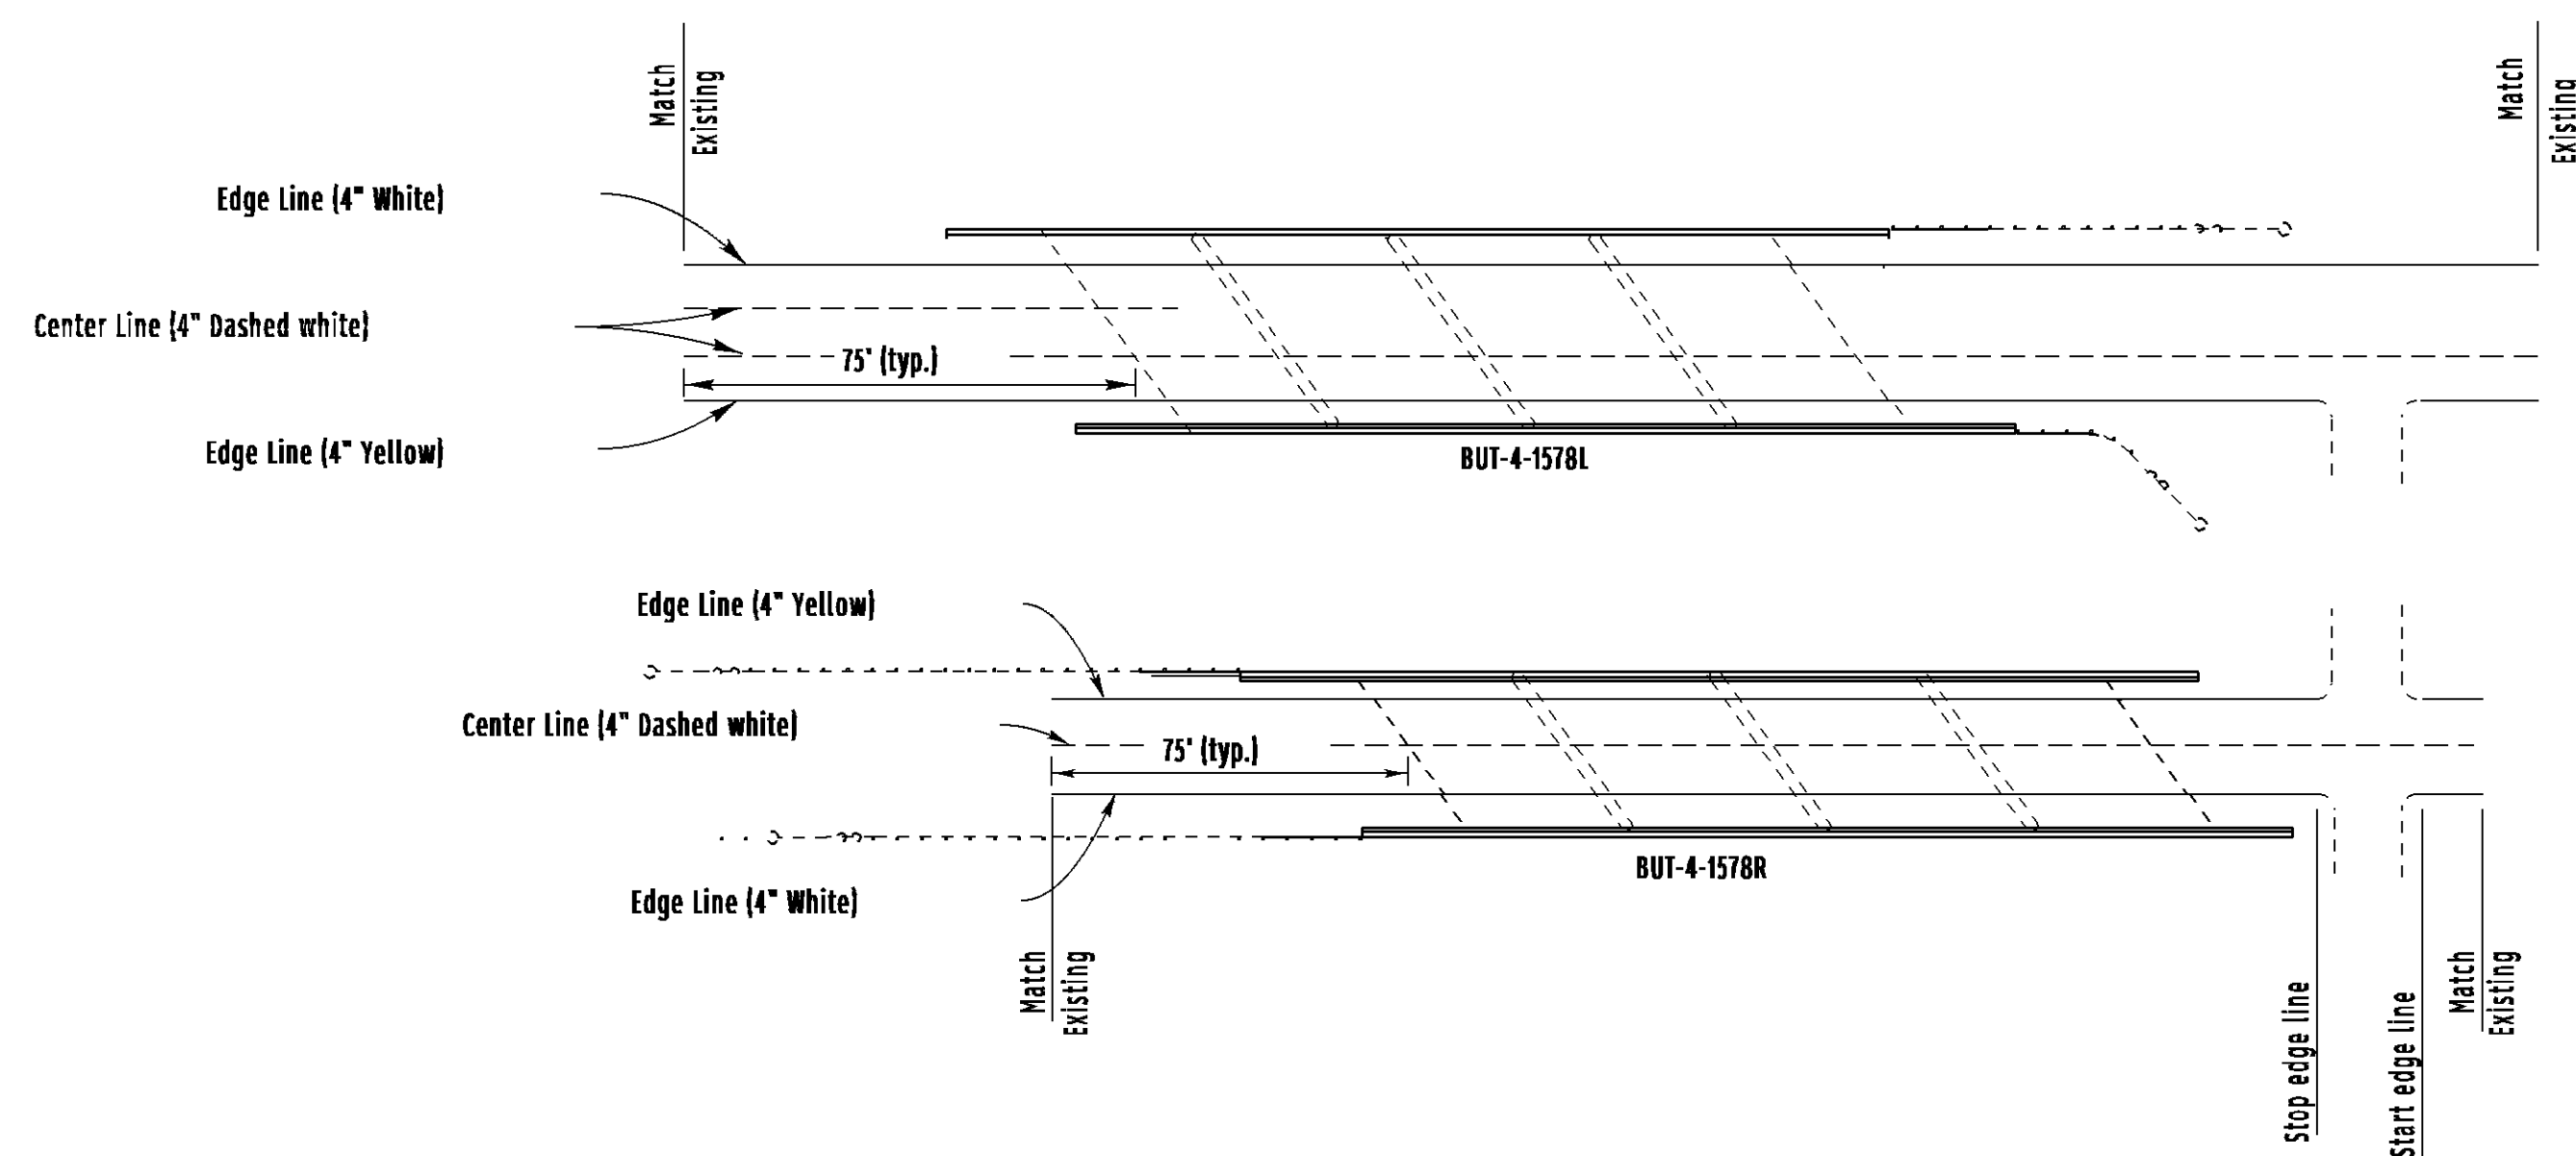 Match
Existing
Match
Existing
Edge Line (4" White)
Center Line (4" Dashed white)
75' (typ.)
Edge Line (4" Yellow)
BUT-4-1578L
Edge Line (4" Yellow)
Center Line (4" Dashed white)
75' (typ.)
BUT-4-1578R
Edge Line (4" White)
Match
Existing
Stop edge line
Start edge line
Match
Existing